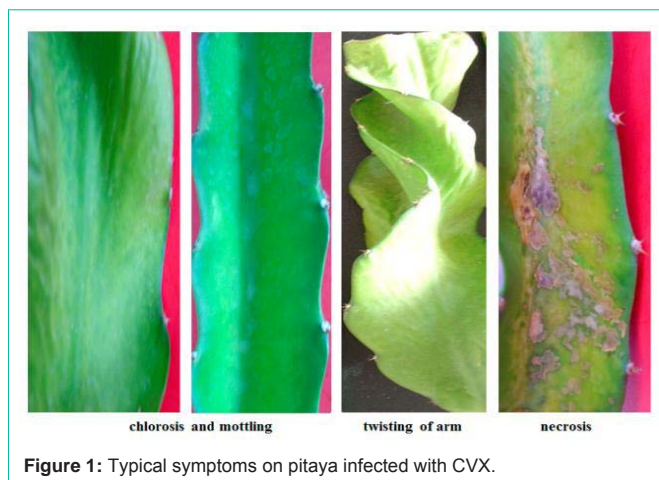 chlorosis and mottling twisting of arm necrosis
Figure 1: Typical symptoms on pitaya infected with CVX.